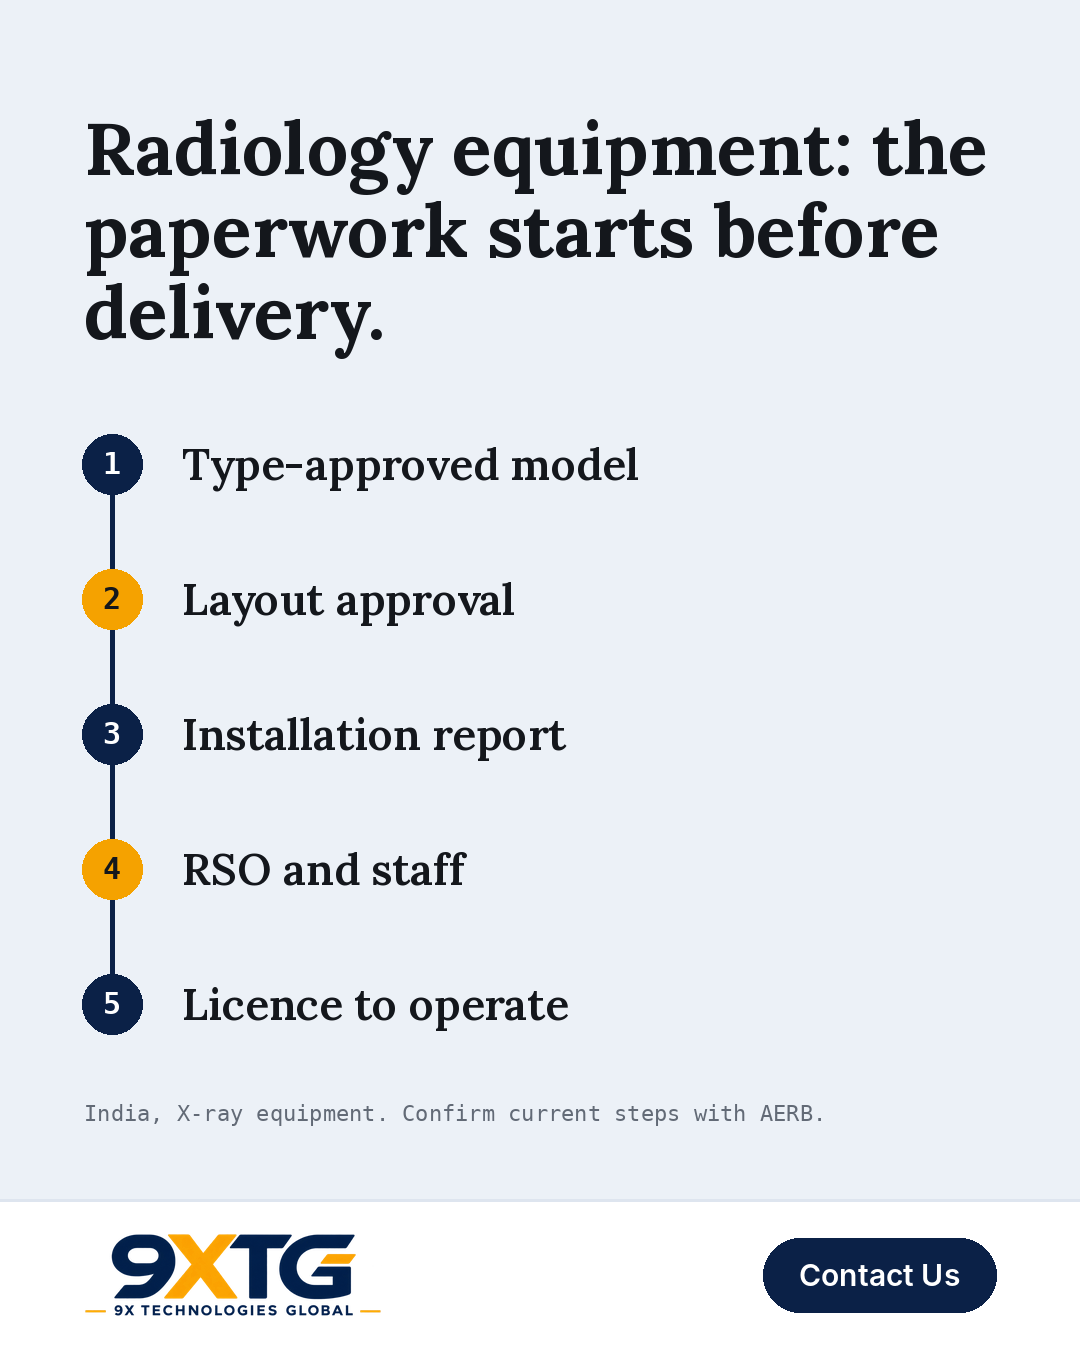 Radiology equipment: the
paperwork starts before
delivery.
1 Type-approved model
2 Layout approval
3 Installation report
4 RSO and staff
5 Licence to operate
India, X-ray equipment. Confirm current steps with AERB.
9XTG
9X TECHNOLOGIES GLOBAL
Contact Us